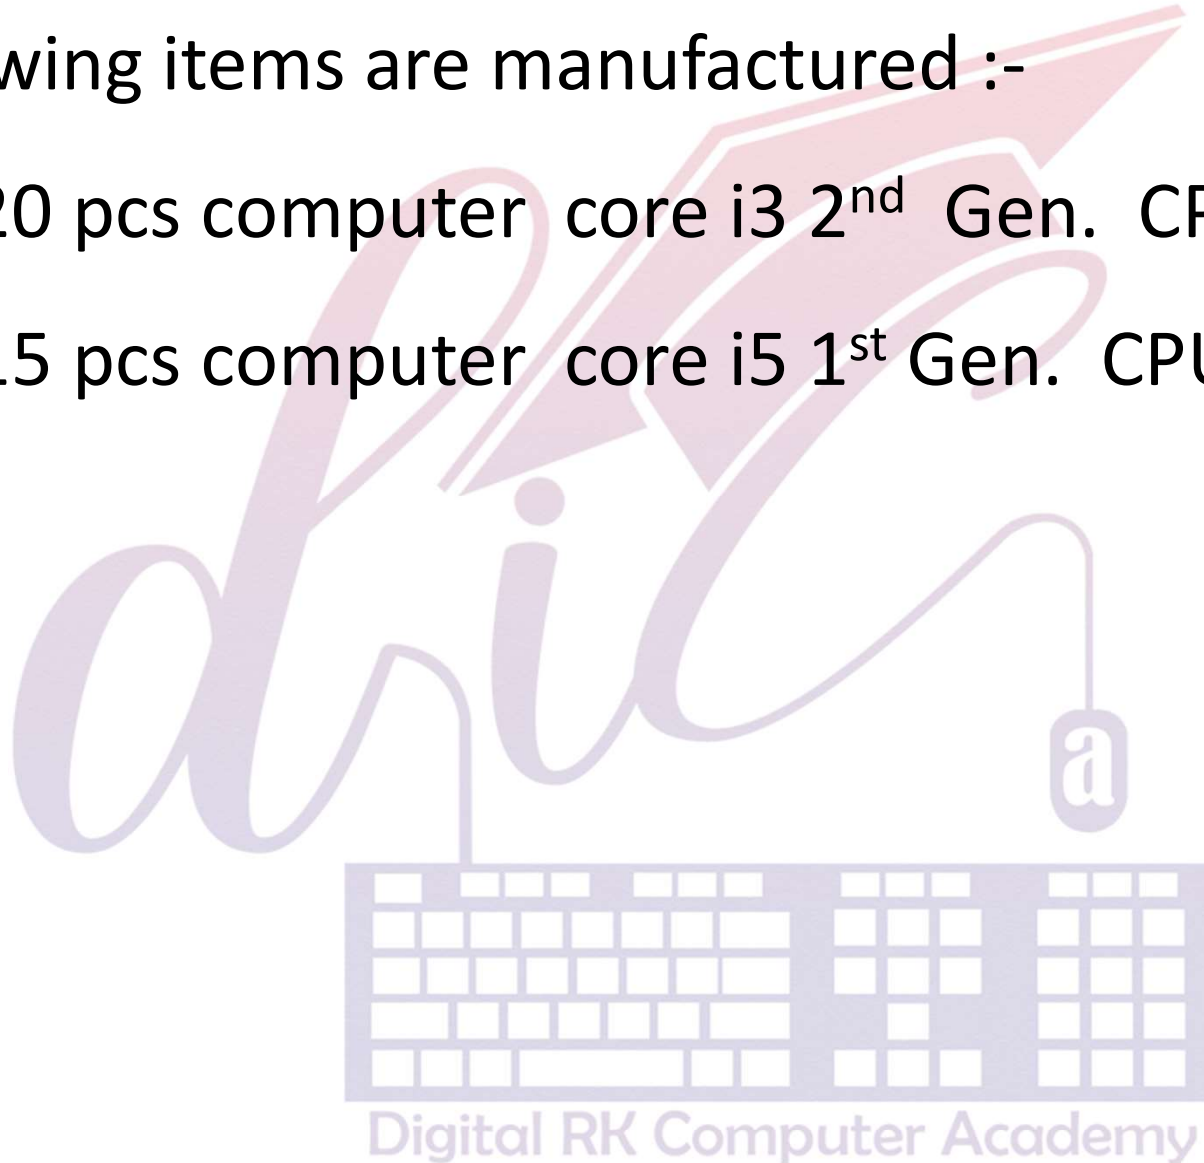 wing items are manufactured :-
20 pcs computer core i3 2nd Gen. CP
15 pcs computer core i5 1st Gen. CPU
a
Digital RK Computer Academy